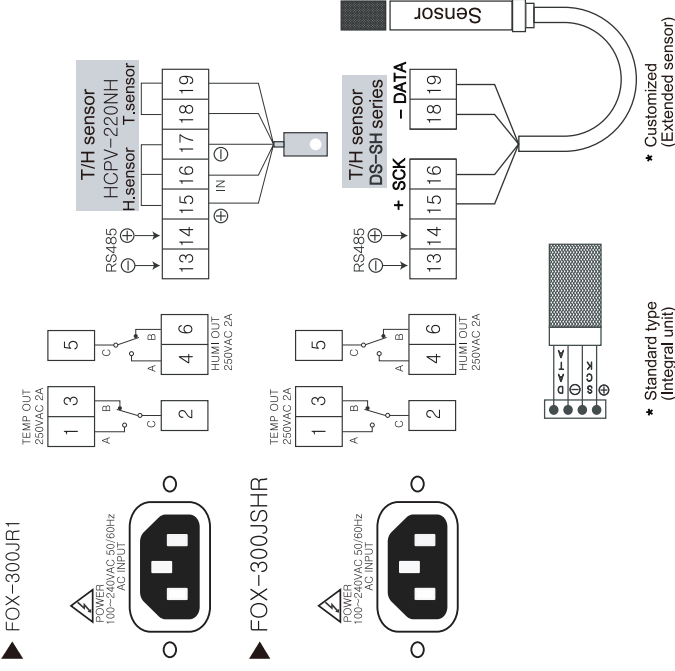 ▶ FOX-300JR1
POWER
100~240VAC 50/60Hz
AC INPUT
TEMP OUT
250VAC 2A
1 3
A B
C
2
5
C
A B
4 6
HUMI OUT
250VAC 2A
T/H sensor
HCPV-220NH
H.sensor T.sensor
RS485
⊖ ⊕
13 14 15 16 17 18 19
⊕ IN ⊖
▶ FOX-300JSHR
POWER
100~240VAC 50/60Hz
AC INPUT
TEMP OUT
250VAC 2A
1 3
A B
C
2
5
C
A B
4 6
HUMI OUT
250VAC 2A
T/H sensor
DS-SH series
RS485
⊖ ⊕
+ SCK - DATA
13 14 15 16 18 19
Sensor
DATA
⊖
SCK
⊕
* Standard type
(Integral unit)
* Customized
(Extended sensor)